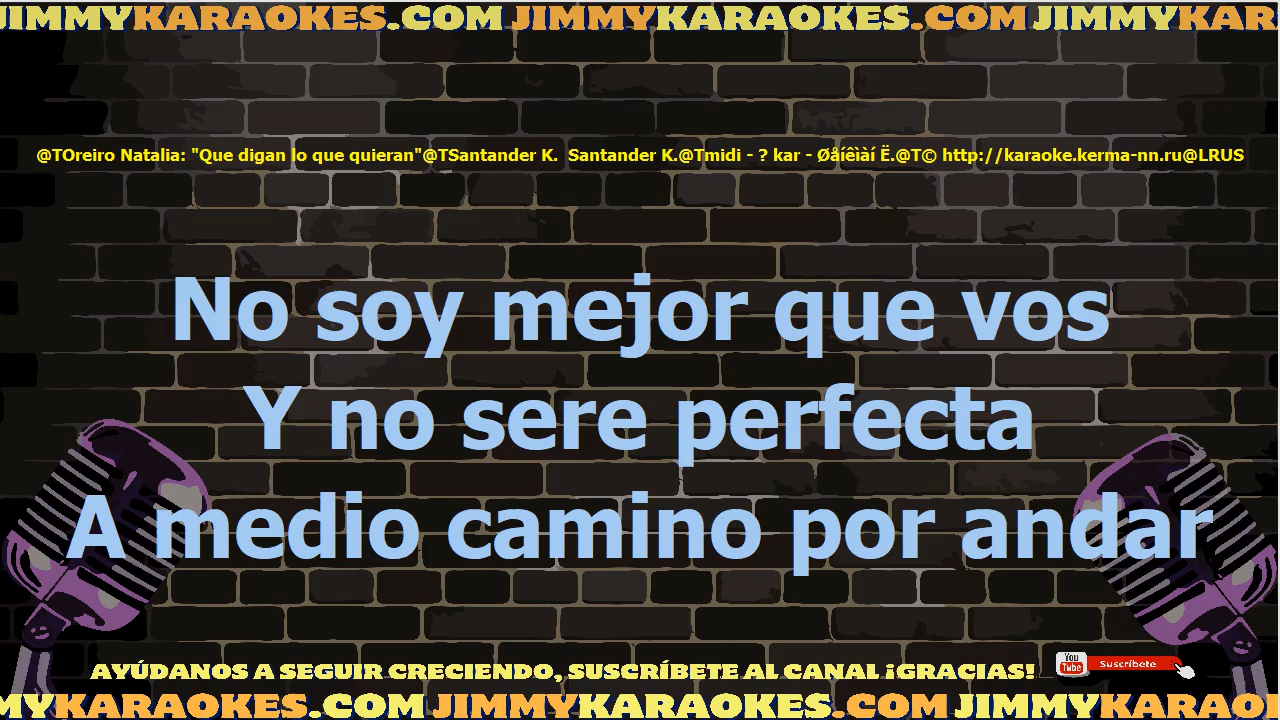 JIMMYKARAOKES.COM JIMMYKARAOKES.COM JIMMYKAR
@TOreiro Natalia: "Que digan lo que quieran"@TSantander K.  Santander K.@Tmidi - ? kar - Øåíêìàí Ë.@T© http://karaoke.kerma-nn.ru@LRUS
No soy mejor que vos
Y no sere perfecta
A medio camino por andar
AYÚDANOS A SEGUIR CRECIENDO, SUSCRÍBETE AL CANAL ¡GRACIAS!
You
Tube
Suscríbete
MYKARAOKES.COM JIMMYKARAOKES.COM JIMMYKARAO